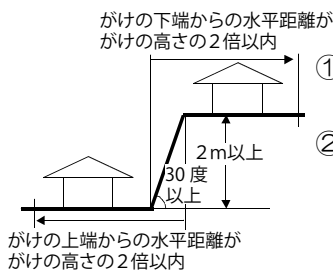 がけの下端からの水平距離が
がけの高さの２倍以内
①
②
２ｍ以上
30 度
以上
がけの上端からの水平距離が
がけの高さの２倍以内